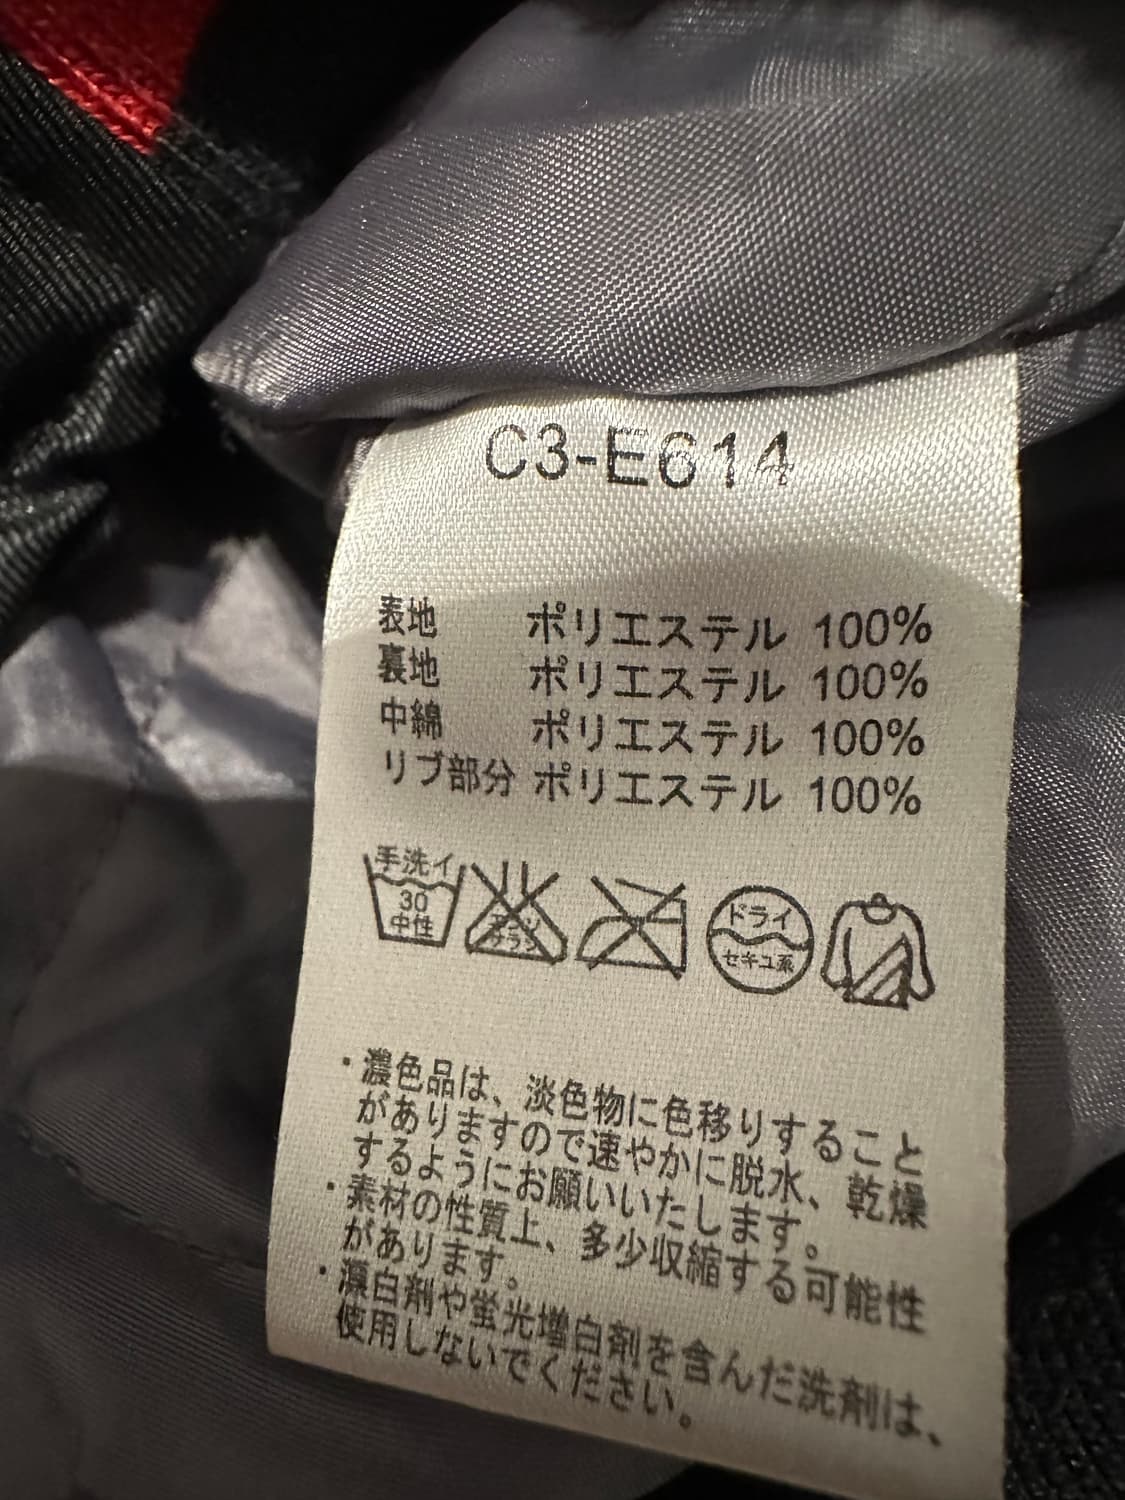 C3-E614
表地 ポリエステル 100%
裏地 ポリエステル 100%
中綿 ポリエステル 100%
リブ部分 ポリエステル 100%
手洗イ
30
中性
エンソ
サラシ
ドライ
セキユ系
・濃色品は、淡色物に色移りすること
がありますので速やかに脱水、乾燥
するようにお願いいたします。
・素材の性質上、多少収縮する可能性
があります。
・漂白剤や蛍光増白剤を含んだ洗剤は、
使用しないでください。